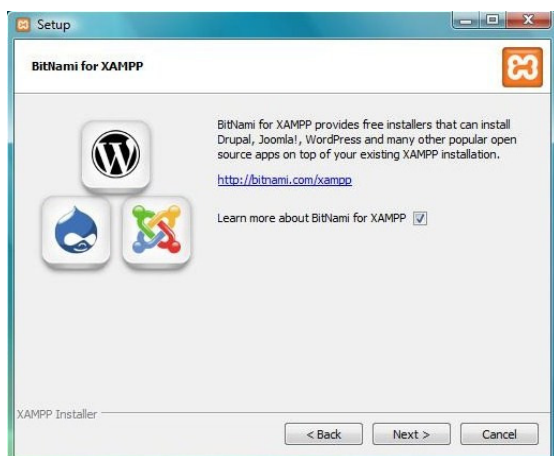 Setup
BitNami for XAMPP
BitNami for XAMPP provides free installers that can install
Drupal, Joomla!, WordPress and many other popular open
source apps on top of your existing XAMPP installation.
http://bitnami.com/xampp
Learn more about BitNami for XAMPP
XAMPP Installer
< Back
Next >
Cancel